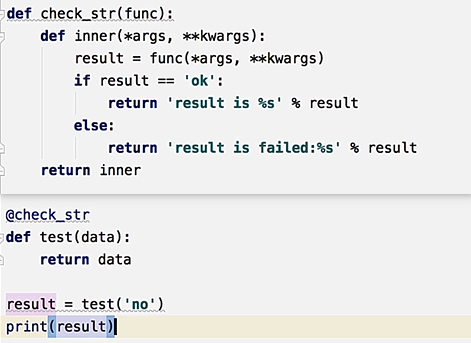 def check_str(func):
    def inner(*args, **kwargs):
        result = func(*args, **kwargs)
        if result == 'ok':
            return 'result is %s' % result
        else:
            return 'result is failed:%s' % result
    return inner
@check_str
def test(data):
    return data
result = test('no')
print(result)